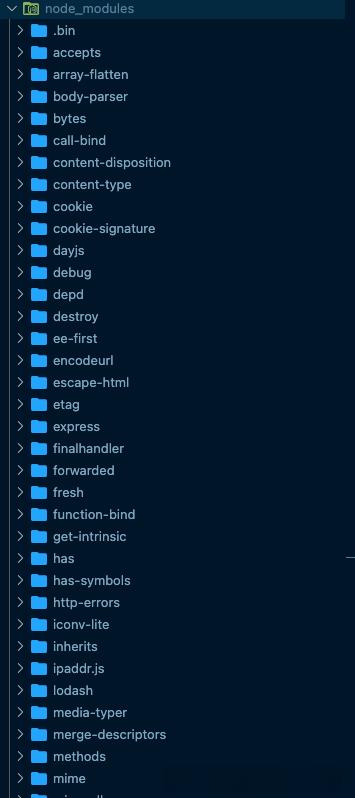 node_modules
.bin
accepts
array-flatten
body-parser
bytes
call-bind
content-disposition
content-type
cookie
cookie-signature
dayjs
debug
depd
destroy
ee-first
encodeurl
escape-html
etag
express
finalhandler
forwarded
fresh
function-bind
get-intrinsic
has
has-symbols
http-errors
iconv-lite
inherits
ipaddr.js
lodash
media-typer
merge-descriptors
methods
mime